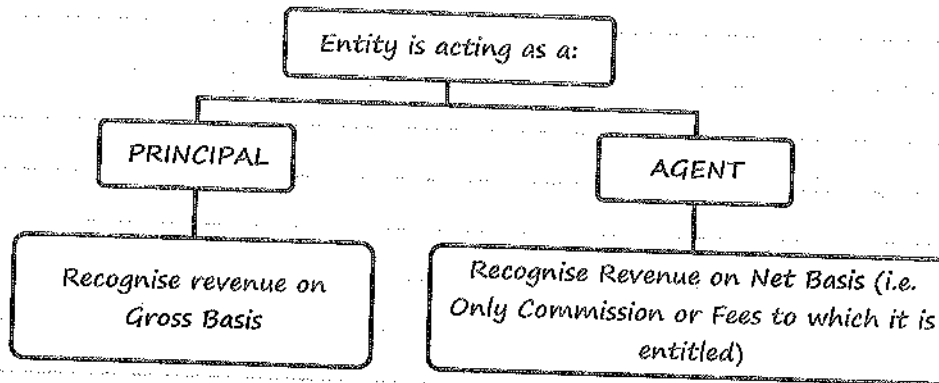 Entity is acting as a:
PRINCIPAL
AGENT
Recognise revenue on
Gross Basis
Recognise Revenue on Net Basis (i.e.
Only Commission or Fees to which it is
entitled)